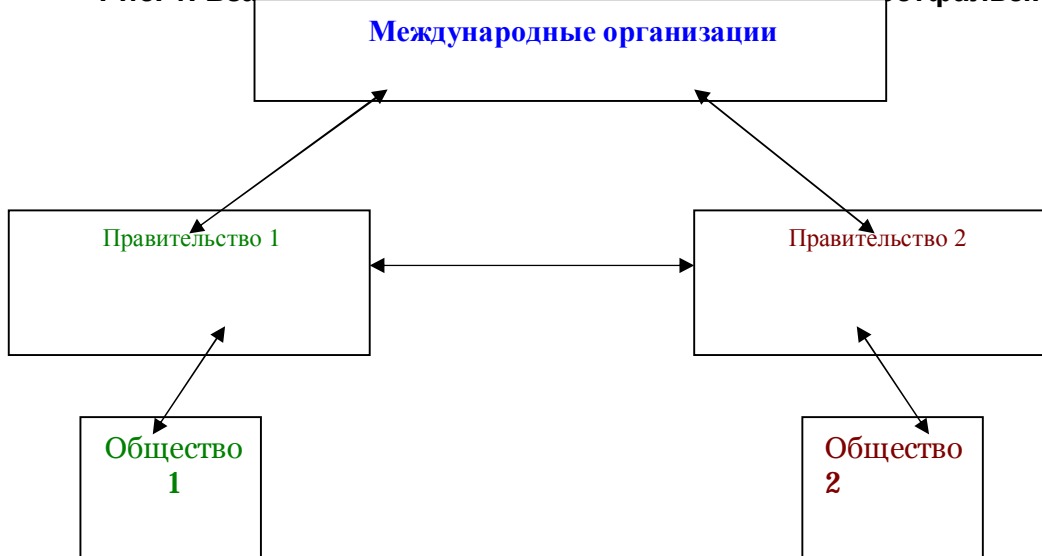 Международные организации
Правительство 1
Правительство 2
Общество
1
Общество
2